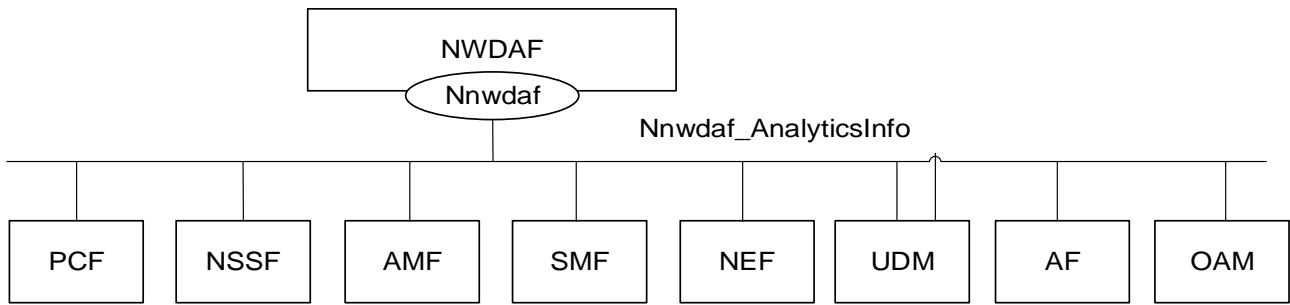 NWDAF
Nnwdaf
Nnwdaf_AnalyticsInfo
PCF NSSF AMF SMF NEF UDM AF OAM